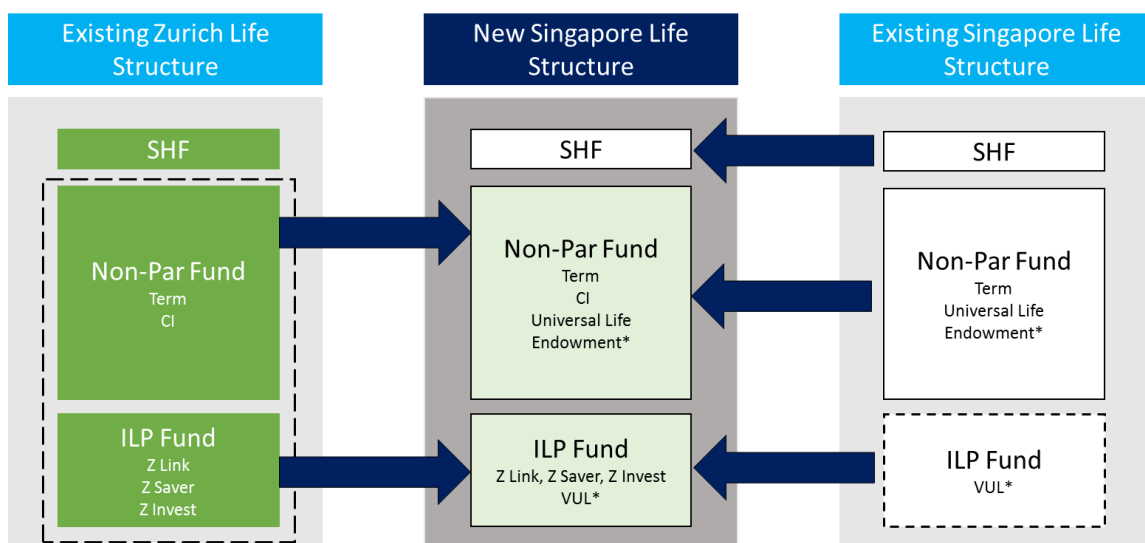 Existing Zurich Life
Structure
SHF
Non-Par Fund
Term
CI
ILP Fund
Z Link
Z Saver
Z Invest
New Singapore Life
Structure
SHF
Non-Par Fund
Term
CI
Universal Life
Endowment*
ILP Fund
Z Link, Z Saver, Z Invest
VUL*
Existing Singapore Life
Structure
SHF
Non-Par Fund
Term
Universal Life
Endowment*
ILP Fund
VUL*